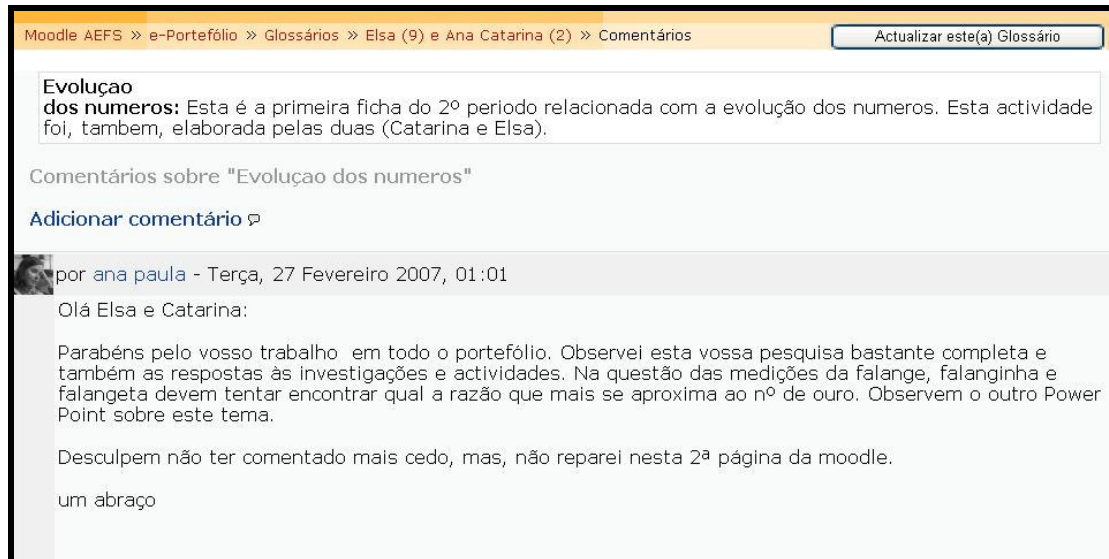 Moodle AEFS » e-Portefólio » Glossários » Elsa (9) e Ana Catarina (2) » Comentários
Actualizar este(a) Glossário
Evoluçao
dos numeros: Esta é a primeira ficha do 2º periodo relacionada com a evolução dos numeros. Esta actividade
foi, tambem, elaborada pelas duas (Catarina e Elsa).
Comentários sobre "Evoluçao dos numeros"
Adicionar comentário
por ana paula - Terça, 27 Fevereiro 2007, 01:01
Olá Elsa e Catarina:
Parabéns pelo vosso trabalho em todo o portefólio. Observei esta vossa pesquisa bastante completa e
também as respostas às investigações e actividades. Na questão das medições da falange, falanginha e
falangeta devem tentar encontrar qual a razão que mais se aproxima ao nº de ouro. Observem o outro Power
Point sobre este tema.
Desculpem não ter comentado mais cedo, mas, não reparei nesta 2ª página da moodle.
um abraço